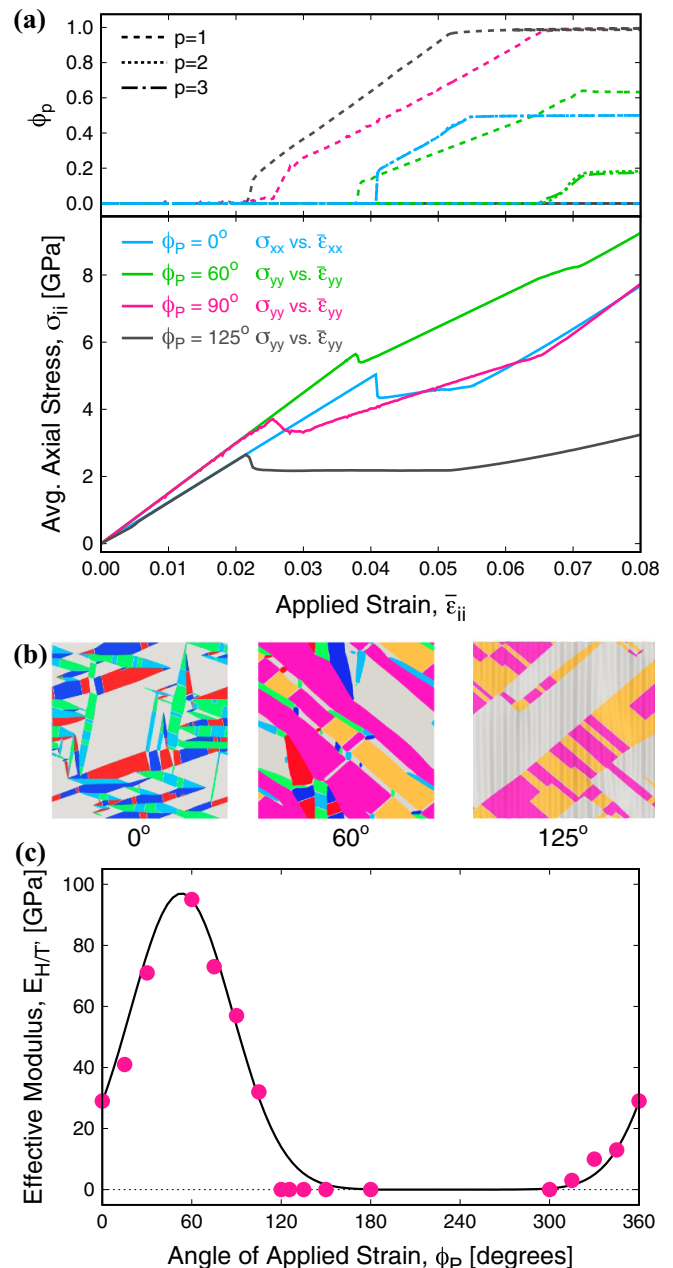 (a)
1.0
0.8
0.6
0.4
0.2
0.0
ϕp
p=1
p=2
p=3
8
6
4
2
0
Avg. Axial Stress, σii [GPa]
ϕP = 0° σxx vs. ε̄xx
ϕP = 60° σyy vs. ε̄yy
ϕP = 90° σyy vs. ε̄yy
ϕP = 125° σyy vs. ε̄yy
0.00 0.01 0.02 0.03 0.04 0.05 0.06 0.07 0.08
Applied Strain, ε̄ii
(b)
0° 60° 125°
(c)
100
80
60
40
20
0
Effective Modulus, EH/T' [GPa]
0 60 120 180 240 300 360
Angle of Applied Strain, ϕP [degrees]